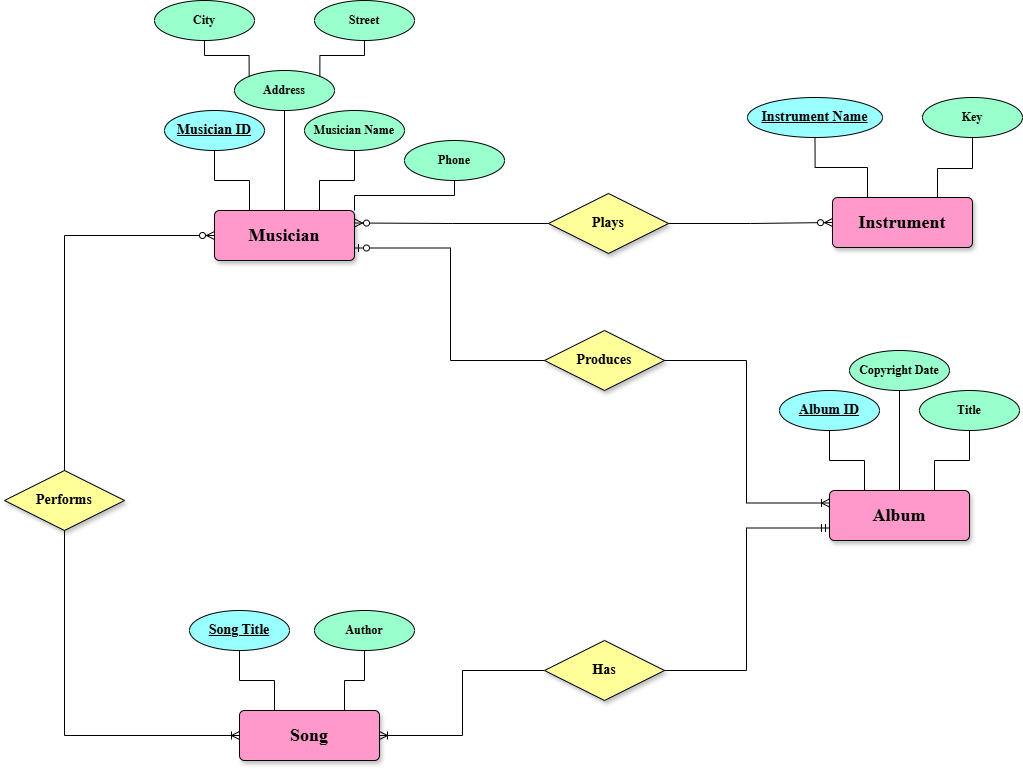 City
Street
Address
Musician ID
Musician Name
Phone
Instrument Name
Key
Musician
Plays
Instrument
Produces
Copyright Date
Album ID
Title
Performs
Album
Song Title
Author
Has
Song